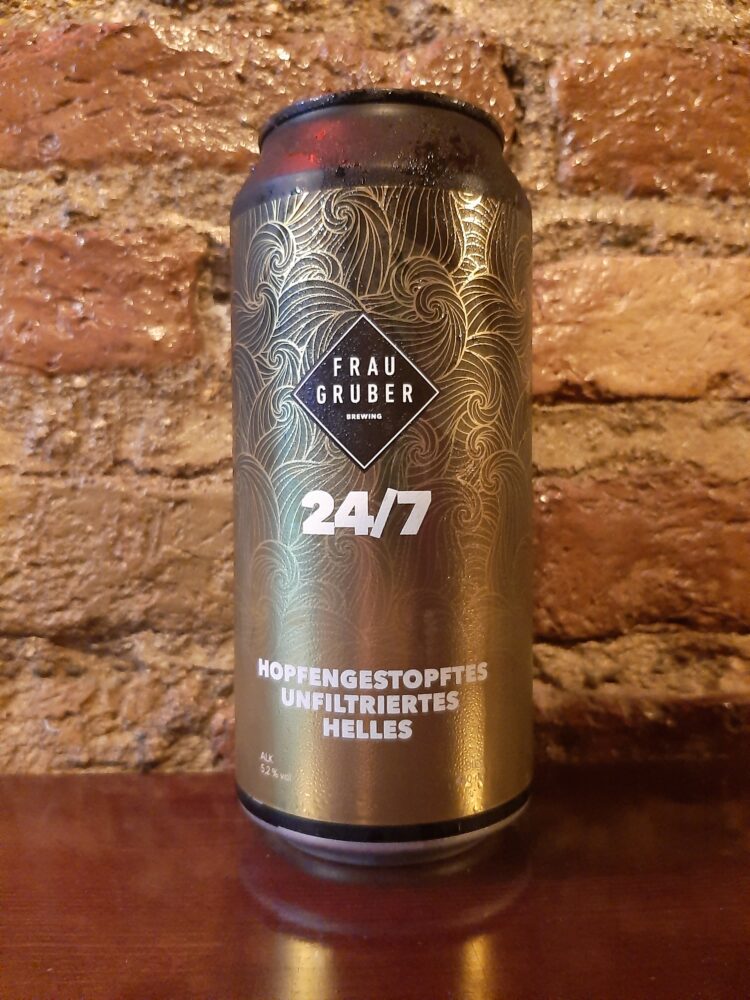 FRAU
GRUBER
BREWING
24/7
HOPFENGESTOPFTES
UNFILTRIERTES
HELLES
ALK
5,2 % vol